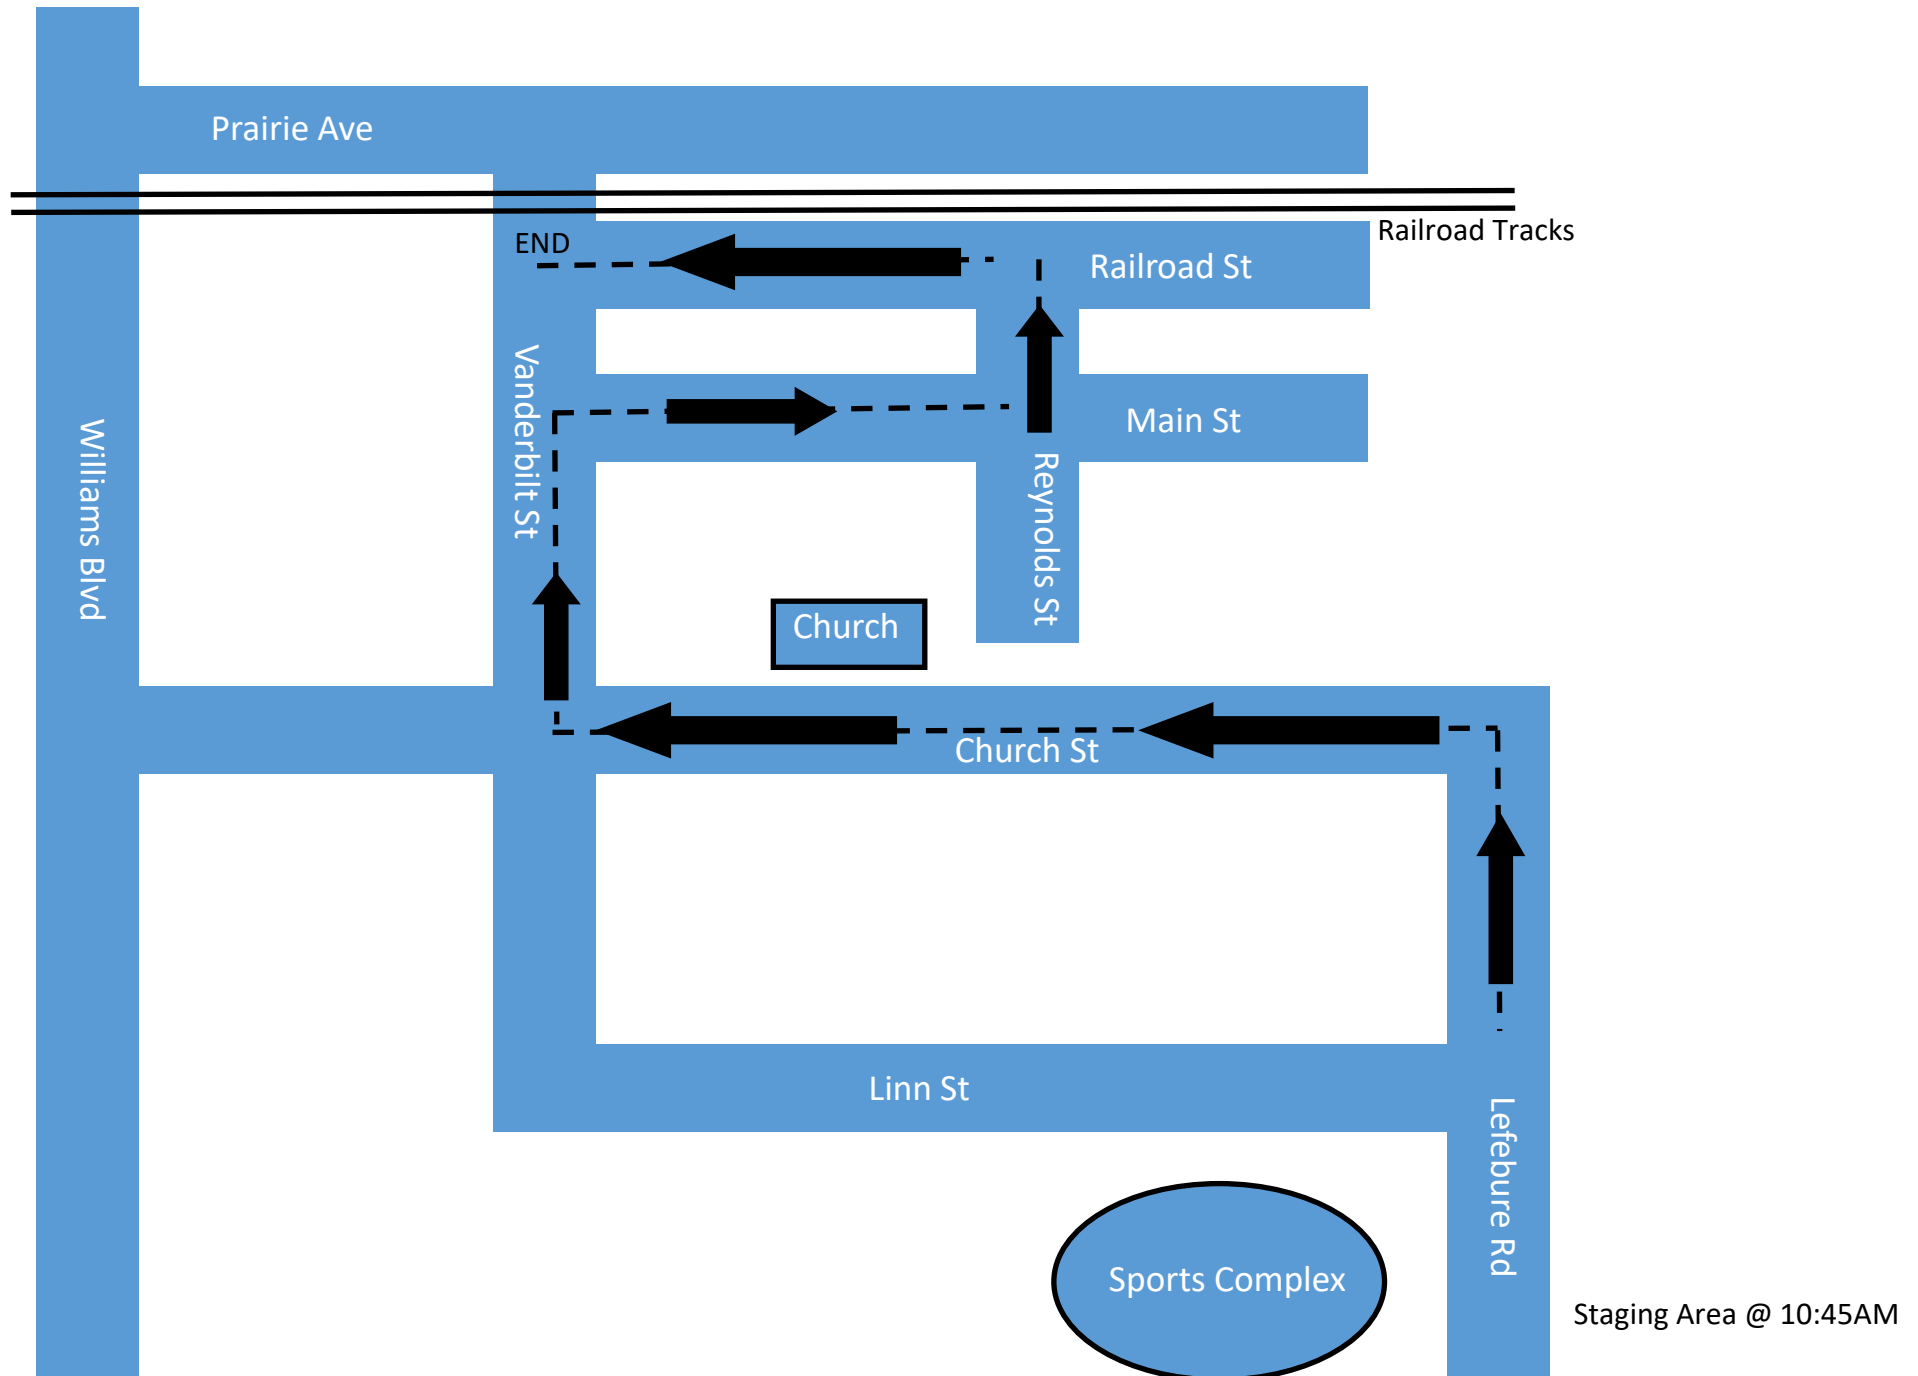 Prairie Ave
Railroad Tracks
END
Railroad St
Vanderbilt St
Main St
Williams Blvd
Reynolds St
Church
Church St
Linn St
Lefebure Rd
Sports Complex
Staging Area @ 10:45AM